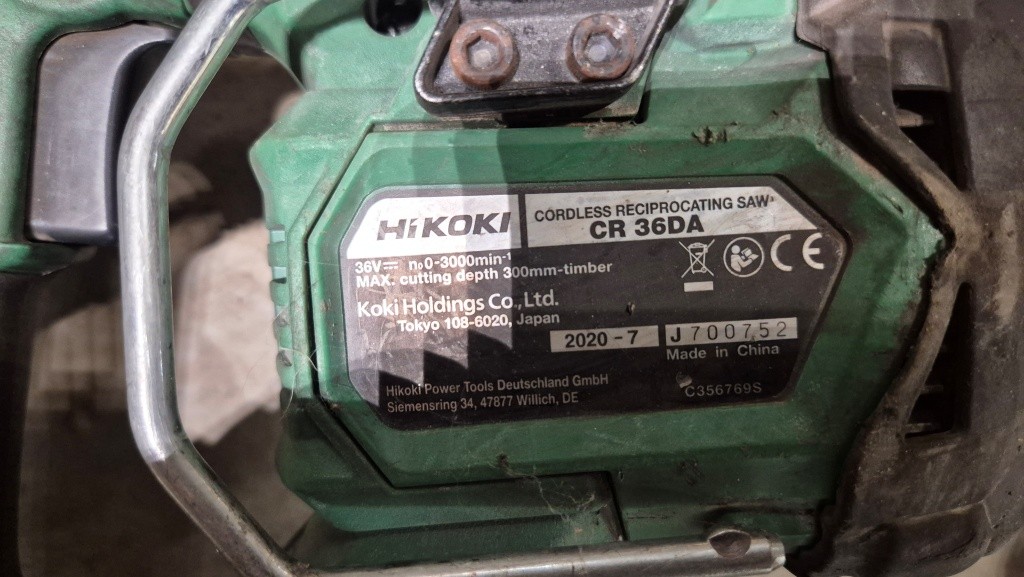 HiKOKI
CORDLESS RECIPROCATING SAW
CR 36DA
36V⎓ n₀0-3000min⁻¹
MAX. cutting depth 300mm-timber
Koki Holdings Co., Ltd.
Tokyo 108-6020, Japan
2020-7 J700752
Made in China
Hikoki Power Tools Deutschland GmbH
Siemensring 34, 47877 Willich, DE
C356769S
CE